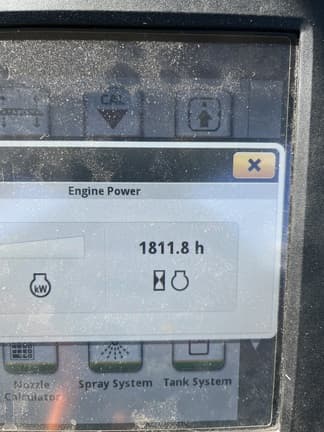 CAL
Engine Power
1811.8 h
kW
Nozzle Spray System Tank System
Calculator